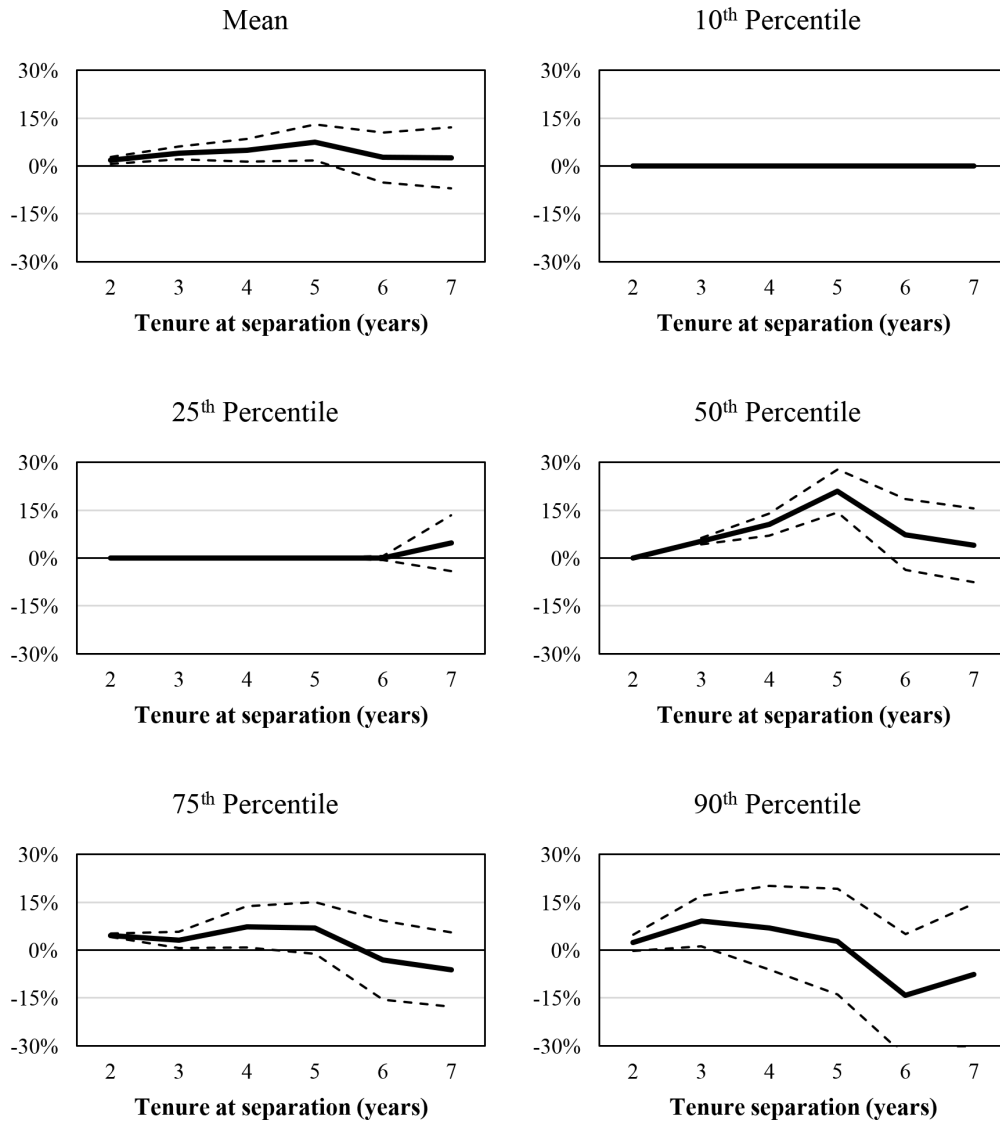 Mean
30%
15%
0%
-15%
-30%
2 3 4 5 6 7
Tenure at separation (years)
10th Percentile
30%
15%
0%
-15%
-30%
2 3 4 5 6 7
Tenure at separation (years)
25th Percentile
30%
15%
0%
-15%
-30%
2 3 4 5 6 7
Tenure at separation (years)
50th Percentile
30%
15%
0%
-15%
-30%
2 3 4 5 6 7
Tenure at separation (years)
75th Percentile
30%
15%
0%
-15%
-30%
2 3 4 5 6 7
Tenure at separation (years)
90th Percentile
30%
15%
0%
-15%
-30%
2 3 4 5 6 7
Tenure separation (years)